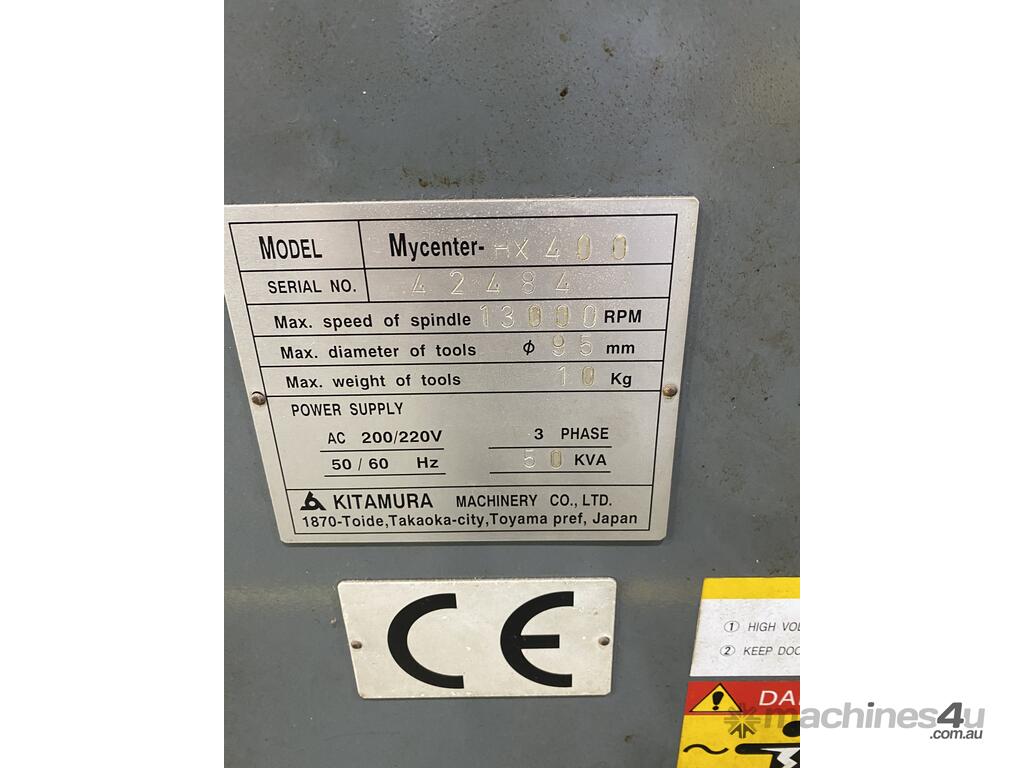 MODEL Mycenter-HX400
SERIAL NO. 42484
Max. speed of spindle 13000 RPM
Max. diameter of tools φ 95 mm
Max. weight of tools 10 Kg
POWER SUPPLY
AC 200/220V 3 PHASE
50/60 Hz 50 KVA
KITAMURA MACHINERY CO., LTD.
1870-Toide,Takaoka-city,Toyama pref, Japan
CE
① HIGH VOL
② KEEP DOO
DA
machines4u
.com.au